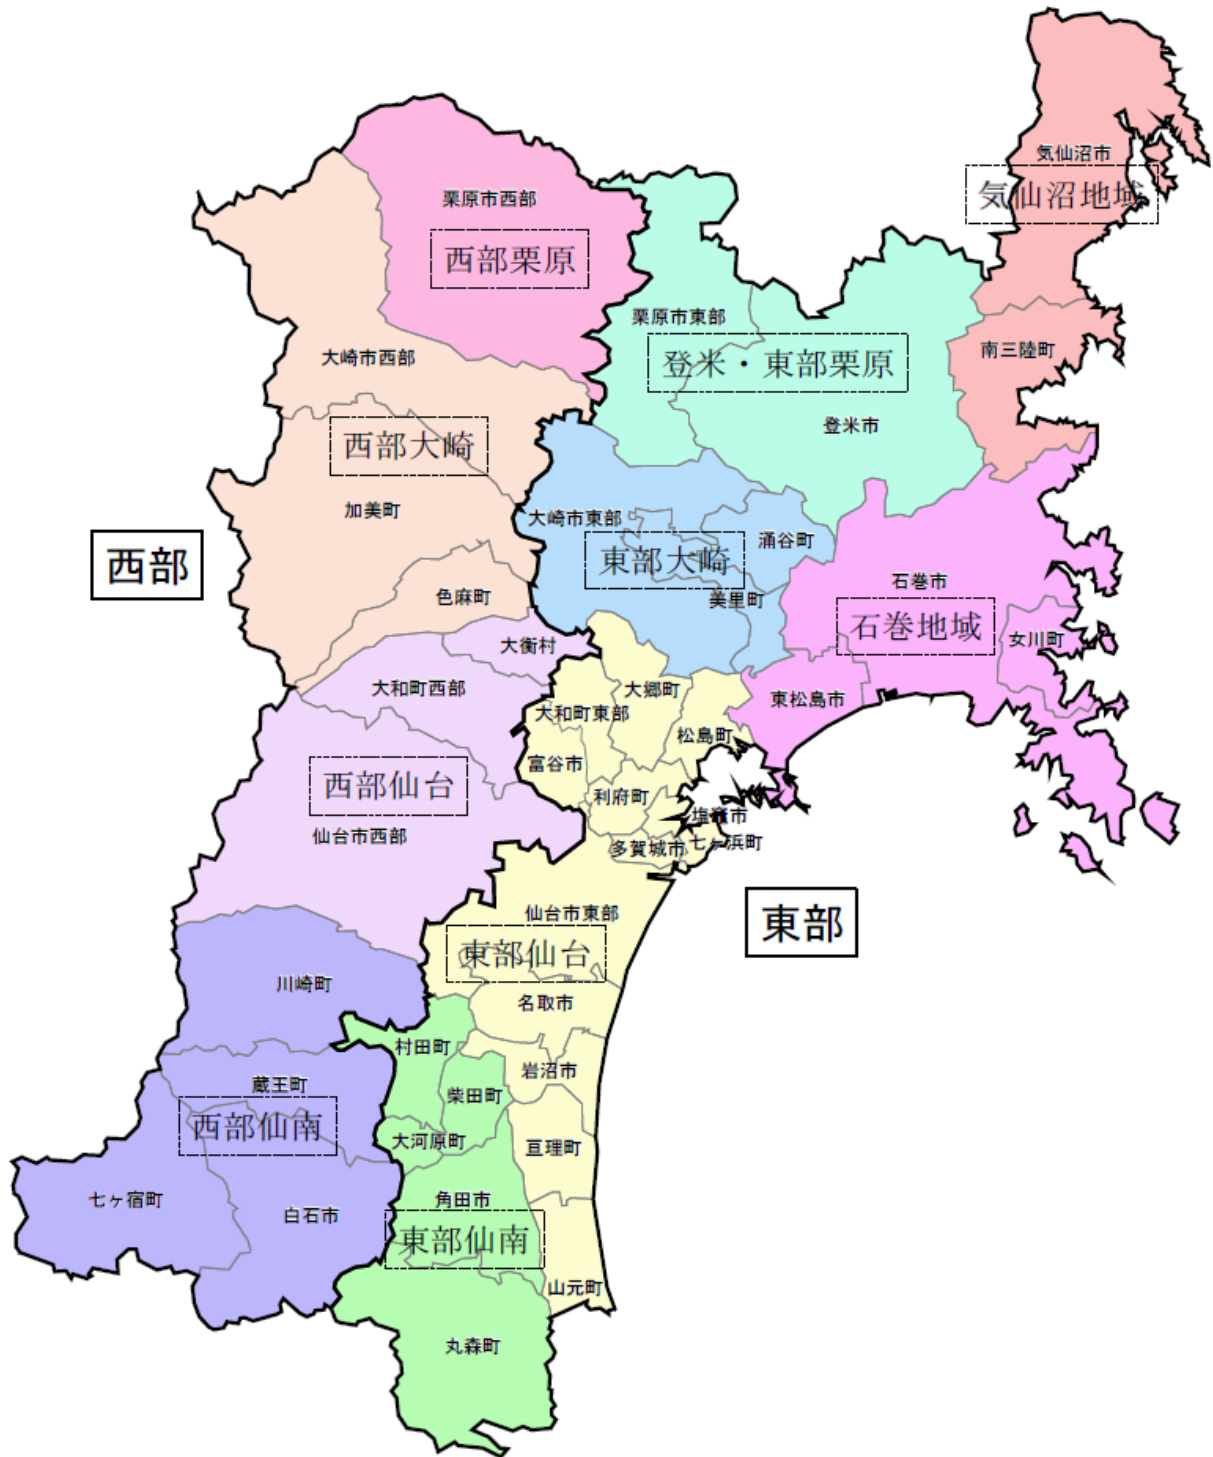 気仙沼市
気仙沼地域
栗原市西部
西部栗原
栗原市東部
登米・東部栗原
南三陸町
大崎市西部
西部大崎
登米市
加美町
大崎市東部
東部大崎
涌谷町
西部
色麻町
美里町
石巻市
石巻地域
女川町
大衡村
大和町西部
大郷町
東松島市
大和町東部
松島町
富谷市
西部仙台
利府町
塩竈市
仙台市西部
多賀城市
七ヶ浜町
東部
仙台市東部
東部仙台
川崎町
名取市
村田町
岩沼市
蔵王町
柴田町
西部仙南
大河原町
亘理町
七ヶ宿町
白石市
角田市
東部仙南
山元町
丸森町